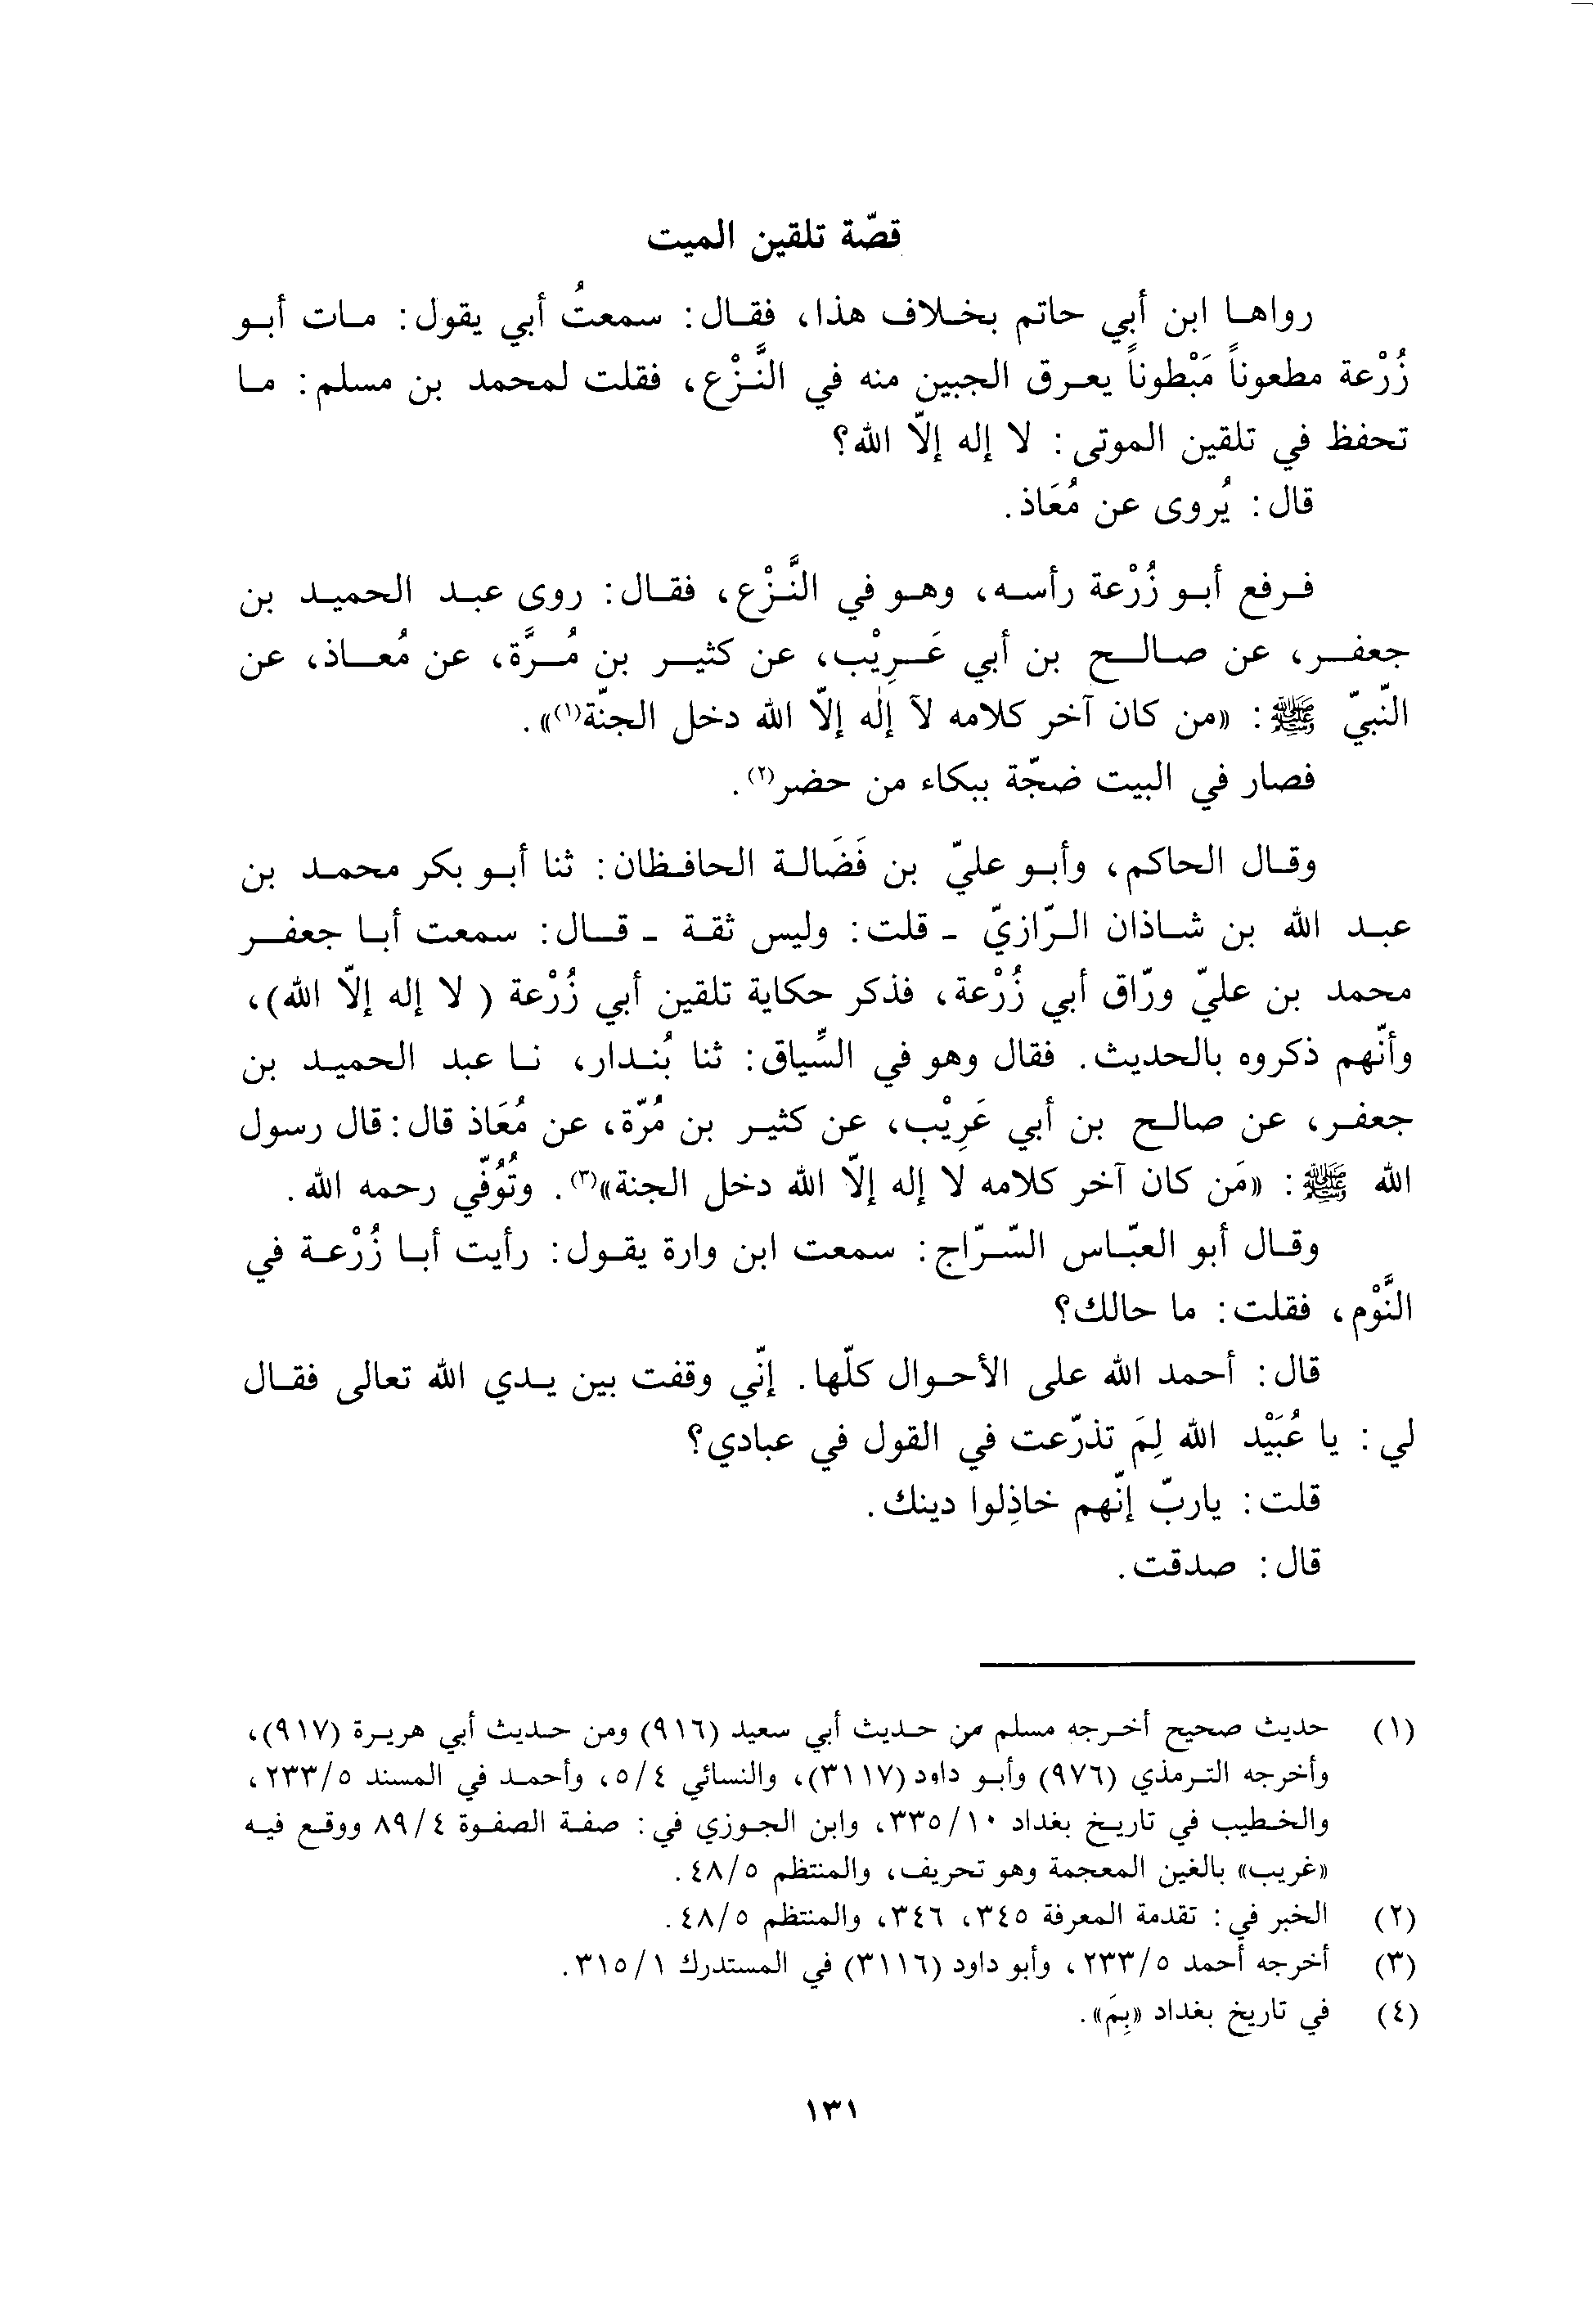 قصّة تلقين الميت
رواها ابن أبي حاتم بخلاف هذا، فقال: سمعتُ أبي يقول: مات أبو
زُرْعة مطعوناً مَبْطوناً يعرق الجبين منه في النَّزْع، فقلت لمحمد بن مسلم: ما
تحفظ في تلقين الموتى: لا إله إلّا الله؟
قال: يُروى عن مُعَاذ.
فرفع أبو زُرْعة رأسه، وهو في النَّزْع، فقال: روى عبد الحميد بن
جعفر، عن صالح بن أبي عَرِيْب، عن كثير بن مُرَّة، عن مُعاذ، عن
النّبيّ ﷺ: «من كان آخر كلامه لآ إلٰه إلّا الله دخل الجنّة(١)».
فصار في البيت ضجّة ببكاء من حضر(٢).
وقال الحاكم، وأبو عليّ بن فَضَالة الحافظان: ثنا أبو بكر محمد بن
عبد الله بن شاذان الرّازيّ - قلت: وليس ثقة - قال: سمعت أبا جعفر
محمد بن عليّ ورّاق أبي زُرْعة، فذكر حكاية تلقين أبي زُرْعة (لا إله إلّا الله)،
وأنّهم ذكروه بالحديث. فقال وهو في السِّياق: ثنا بُندار، نا عبد الحميد بن
جعفر، عن صالح بن أبي عَرِيْب، عن كثير بن مُرّة، عن مُعَاذ قال: قال رسول
الله ﷺ: «مَن كان آخر كلامه لا إله إلّا الله دخل الجنة»(٣). وتُوُفّي رحمه الله.
وقال أبو العبّاس السّرّاج: سمعت ابن وارة يقول: رأيت أبا زُرْعة في
النَّوْم، فقلت: ما حالك؟
قال: أحمد الله على الأحوال كلّها. إنّي وقفت بين يدي الله تعالى فقال
لي: يا عُبَيْد الله لِمَ تذرّعت في القول في عبادي؟
قلت: ياربّ إنّهم خاذِلوا دينك.
قال: صدقت.
(١) حديث صحيح أخرجه مسلم من حديث أبي سعيد (٩١٦) ومن حديث أبي هريرة (٩١٧)،
وأخرجه الترمذي (٩٧٦) وأبو داود (٣١١٧)، والنسائي ٥/٤، وأحمد في المسند ٢٣٣/٥،
والخطيب في تاريخ بغداد ٣٣٥/١٠، وابن الجوزي في: صفة الصفوة ٨٩/٤ ووقع فيه
«غريب» بالغين المعجمة وهو تحريف، والمنتظم ٤٨/٥.
(٢) الخبر في: تقدمة المعرفة ٣٤٥، ٣٤٦، والمنتظم ٤٨/٥.
(٣) أخرجه أحمد ٢٣٣/٥، وأبو داود (٣١١٦) في المستدرك ٣١٥/١.
(٤) في تاريخ بغداد «بِمَ».
١٣١